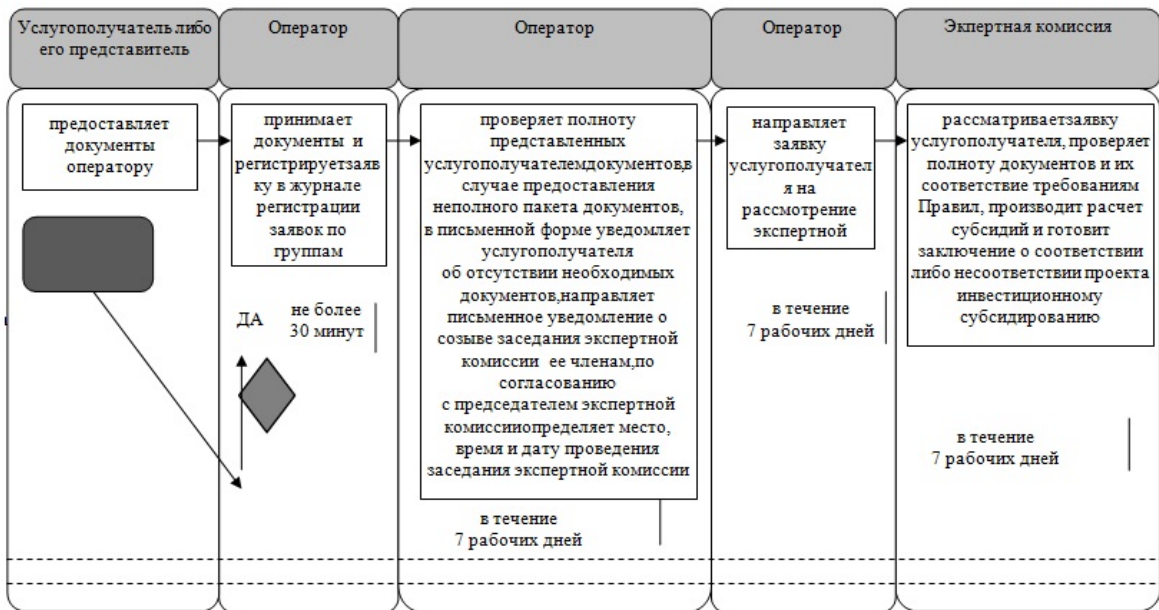 Услугополучатель либо
его представитель
Оператор
Оператор
Оператор
Экпертная комиссия
предоставляет
документы
оператору
принимает
документы и
регистрируетзаяв
ку в журнале
регистрации
заявок по
группам
ДА
не более
30 минут
проверяет полноту
представленных
услугополучателемдокументов,в
случае предоставления
неполного пакета документов,
в письменной форме уведомляет
услугополучателя
об отсутствии необходимых
документов,направляет
письменное уведомление о
созыве заседания экспертной
комиссии ее членам,по
согласованию
с председателем экспертной
комиссииопределяет место,
время и дату проведения
заседания экспертной комиссии
в течение
7 рабочих дней
направляет
заявку
услугополучател
я на
рассмотрение
экспертной
в течение
7 рабочих дней
рассматриваетзаявку
услугополучателя, проверяет
полноту документов и их
соответствие требованиям
Правил, производит расчет
субсидий и готовит
заключение о соответствии
либо несоответствии проекта
инвестиционному
субсидированию
в течение
7 рабочих дней